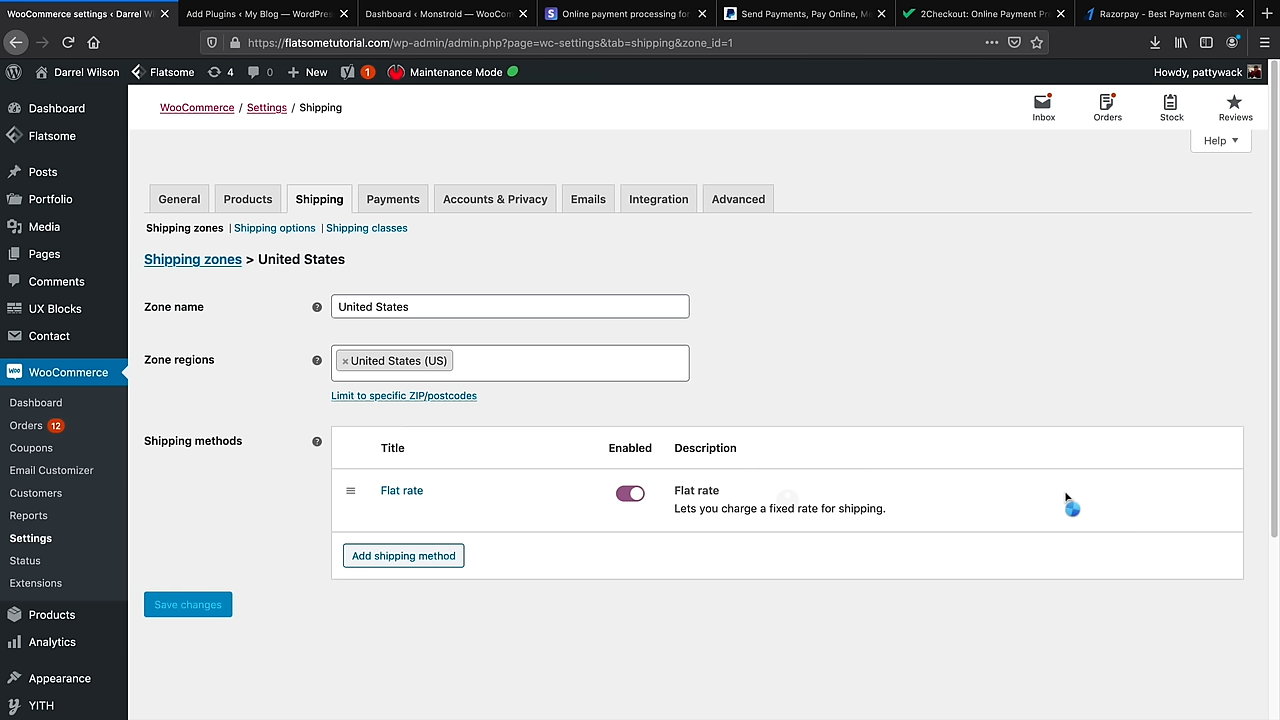 WooCommerce settings ‹ Darrel Wi
Add Plugins ‹ My Blog — WordPres
Dashboard ‹ Monstroid — WooCom
Online payment processing for
Send Payments, Pay Online, Me
2Checkout: Online Payment Pr
Razorpay - Best Payment Gate
https://flatsometutorial.com/wp-admin/admin.php?page=wc-settings&tab=shipping&zone_id=1
Darrel Wilson
Flatsome
4
0
New
1
Maintenance Mode
Howdy, pattywack
Dashboard
Flatsome
Posts
Portfolio
Media
Pages
Comments
UX Blocks
Contact
WooCommerce
Dashboard
Orders 12
Coupons
Email Customizer
Customers
Reports
Settings
Status
Extensions
Products
Analytics
Appearance
YITH
WooCommerce / Settings / Shipping
Inbox
Orders
Stock
Reviews
Help
General
Products
Shipping
Payments
Accounts & Privacy
Emails
Integration
Advanced
Shipping zones | Shipping options | Shipping classes
Shipping zones > United States
Zone name
United States
Zone regions
× United States (US)
Limit to specific ZIP/postcodes
Shipping methods
Title
Enabled
Description
Flat rate
Flat rate
Lets you charge a fixed rate for shipping.
Add shipping method
Save changes